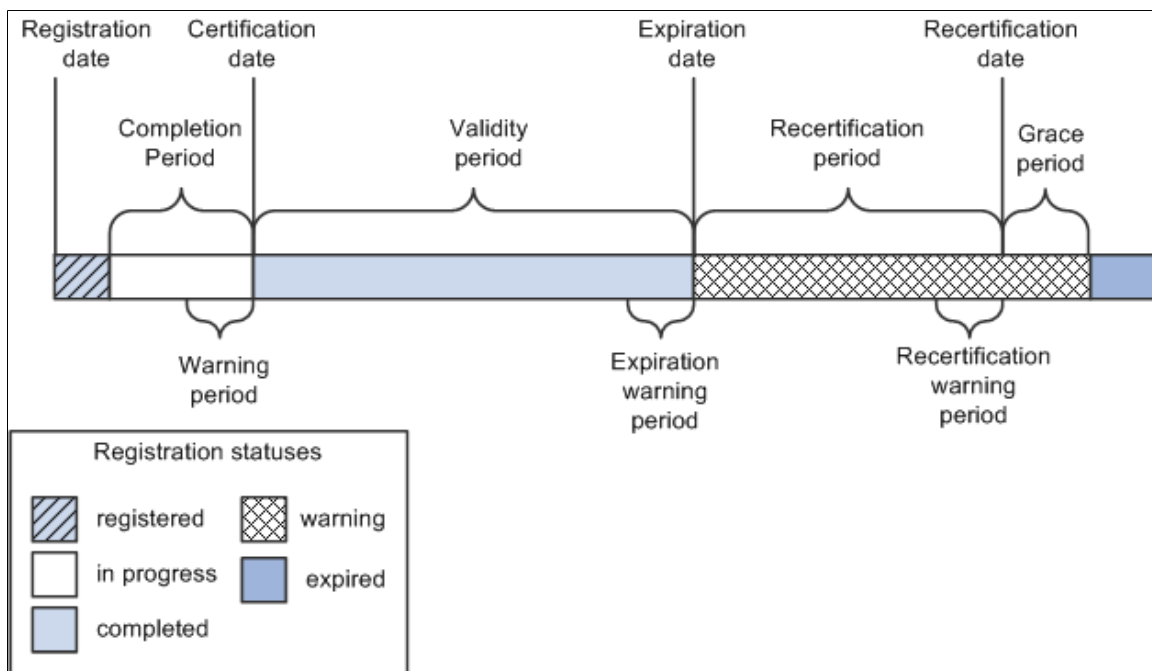 Registration
date
Certification
date
Expiration
date
Recertification
date
Completion
Period
Validity
period
Recertification
period
Grace
period
Warning
period
Expiration
warning
period
Recertification
warning
period
Registration statuses
registered
warning
in progress
expired
completed